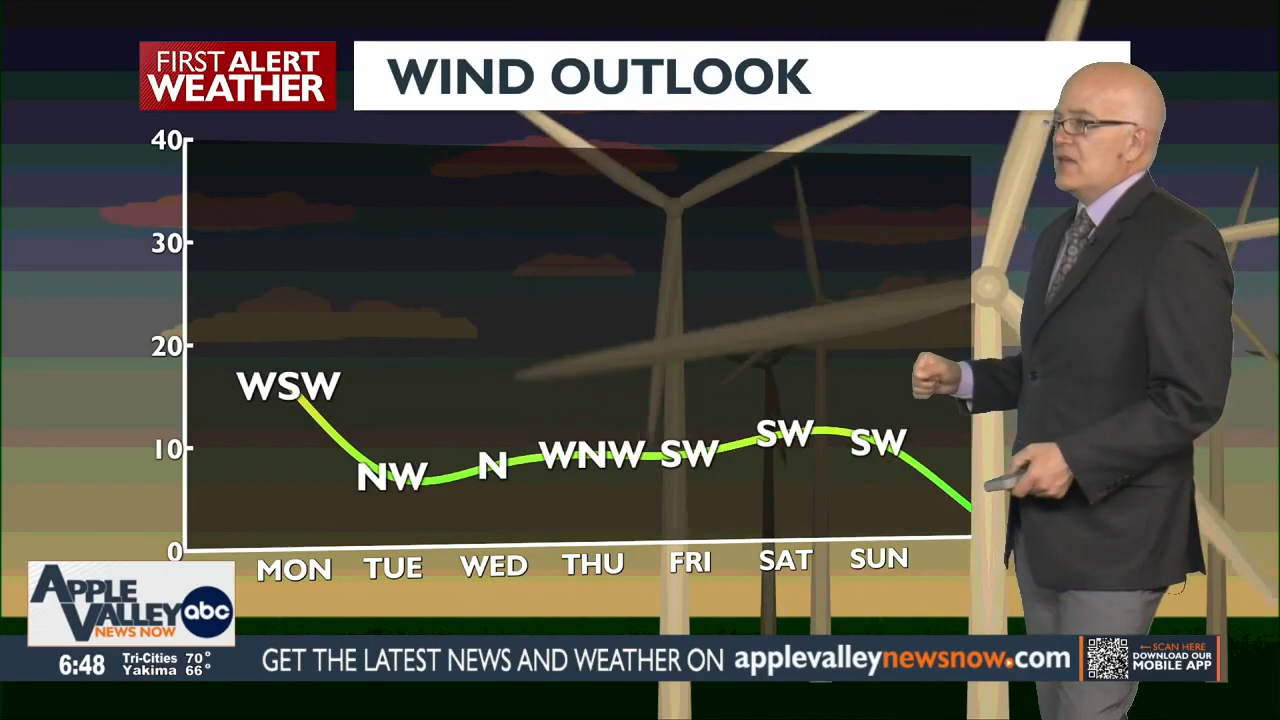 FIRST ALERT
WEATHER
WIND OUTLOOK
40
30
20
10
0
WSW
NW
N
WNW
SW
SW
SW
MON TUE WED THU FRI SAT SUN
APPLE
VALLEY
NEWS NOW
abc
6:48
Tri-Cities 70°
Yakima 66°
GET THE LATEST NEWS AND WEATHER ON applevalleynewsnow.com
←SCAN HERE
DOWNLOAD OUR
MOBILE APP